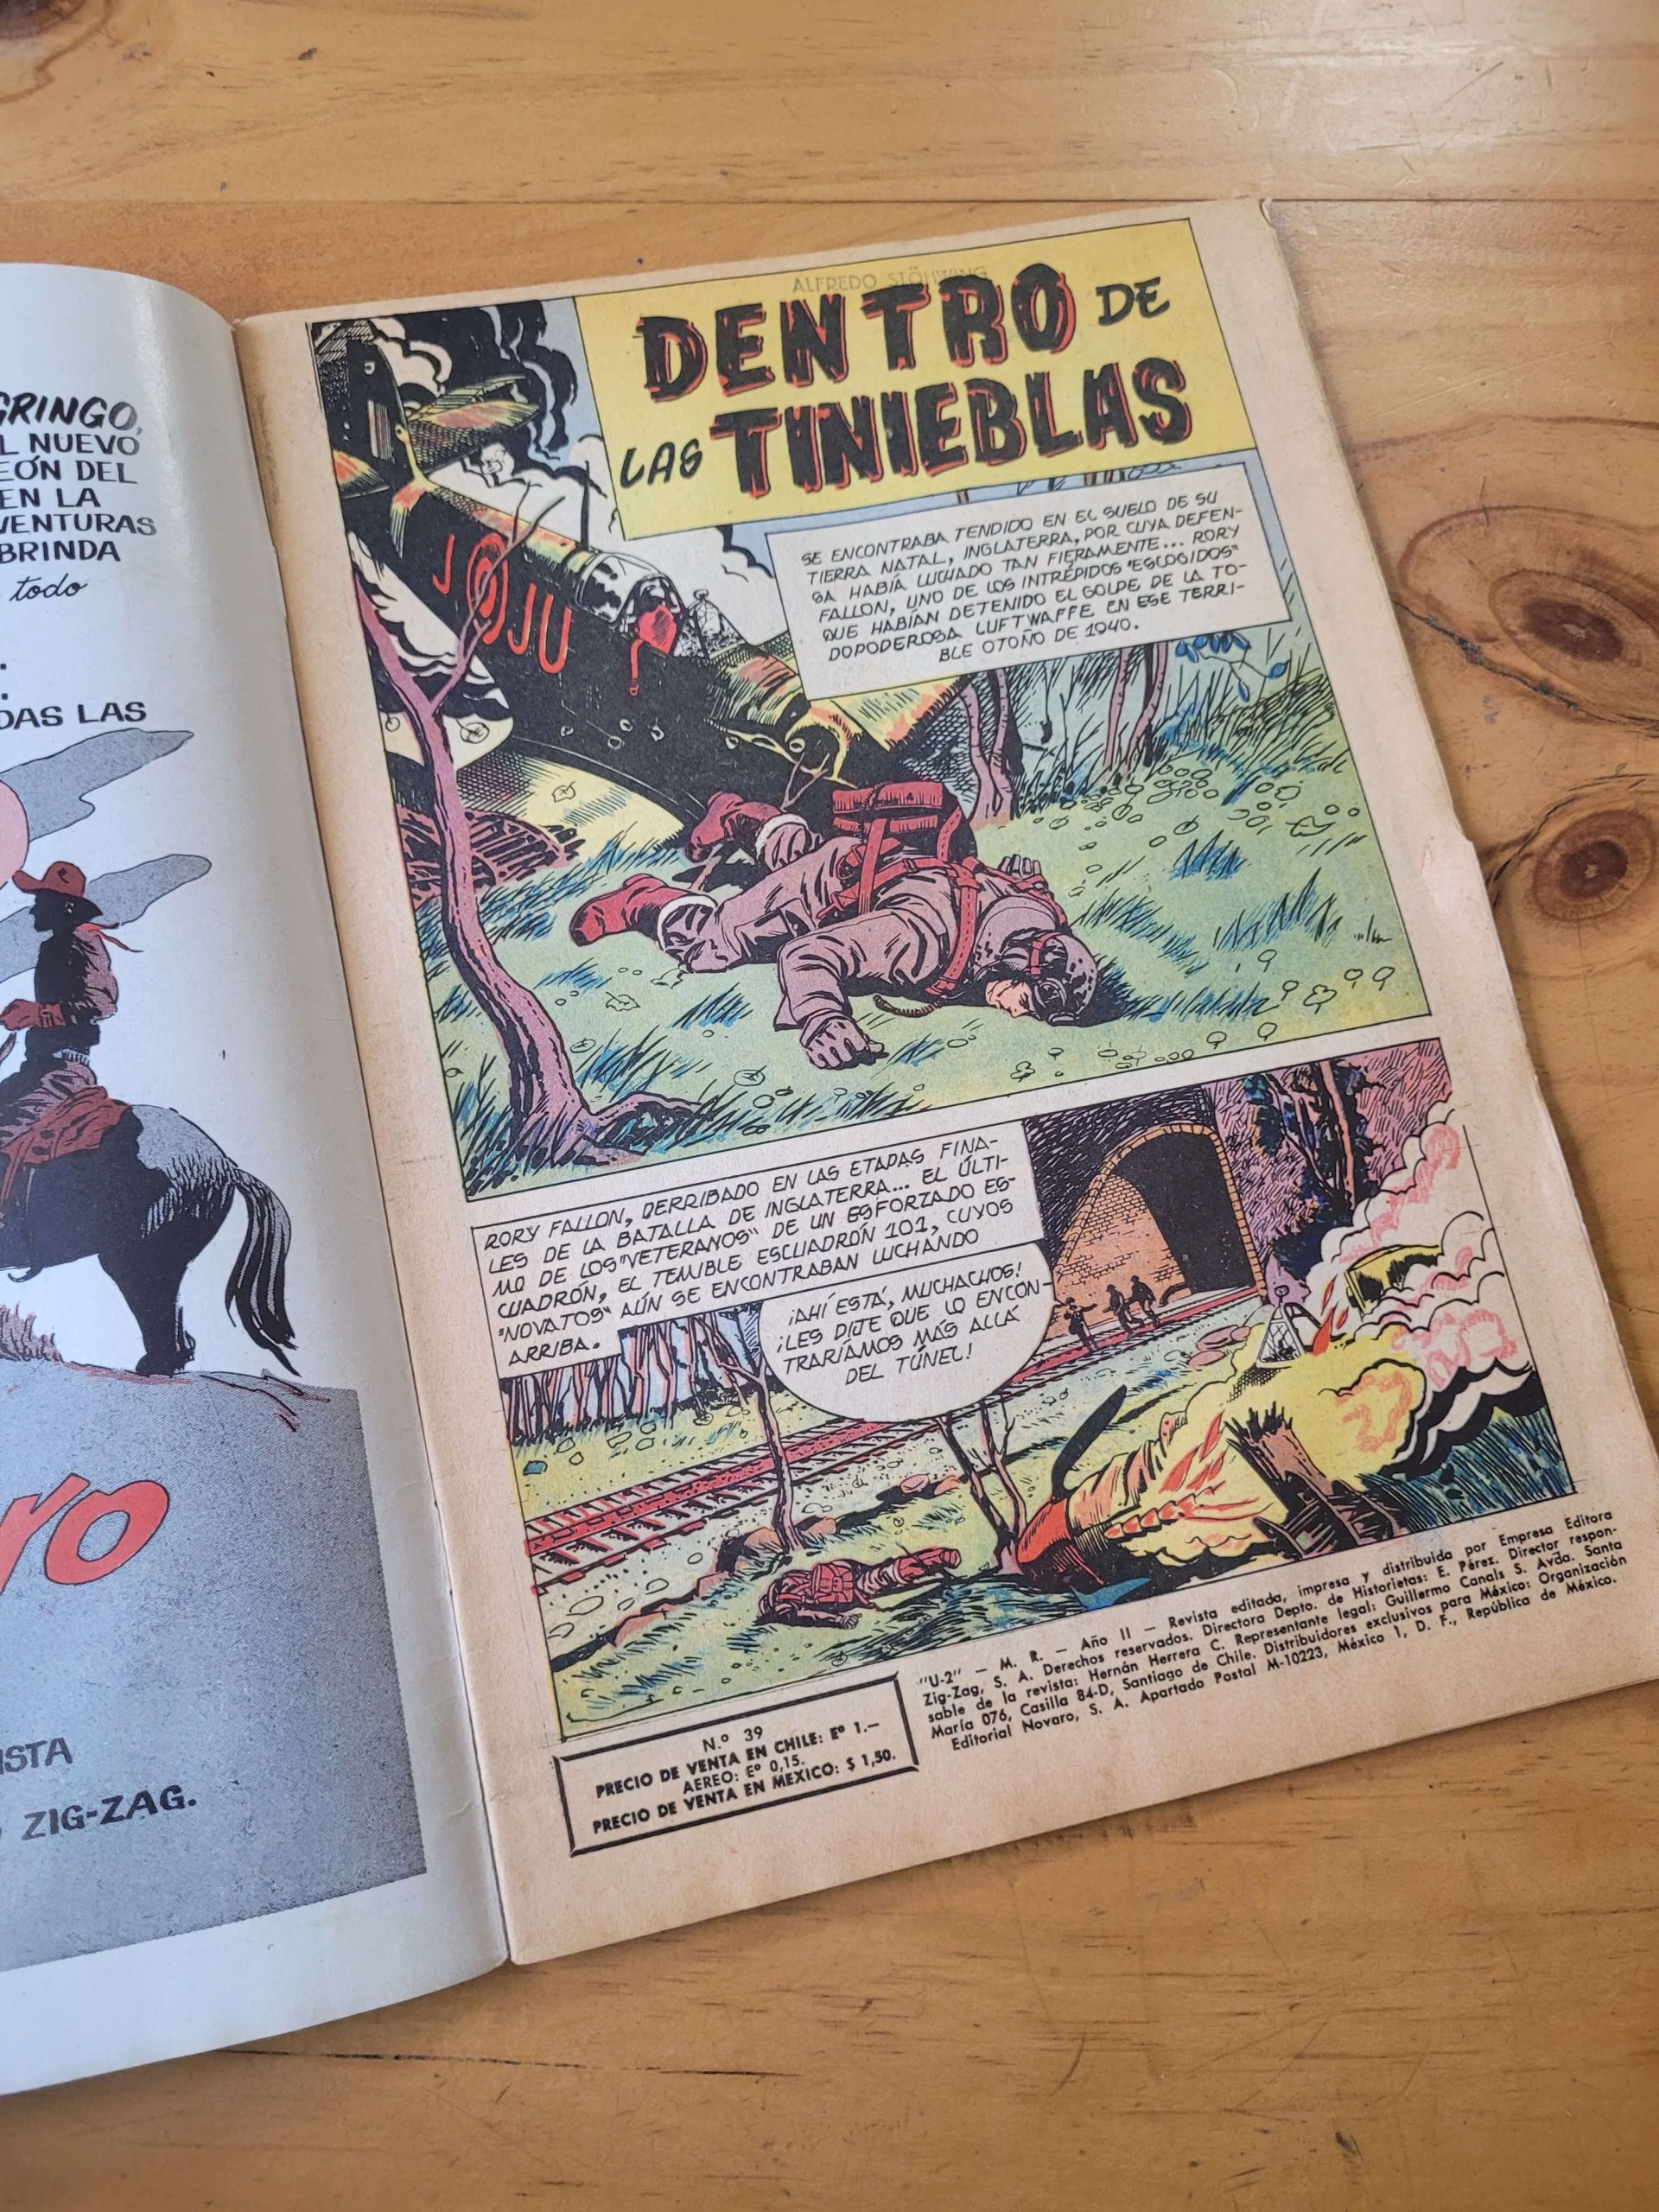 GRINGO,
L NUEVO
EÓN DEL
EN LA
VENTURAS
BRINDA
todo
DAS LAS
ro
ISTA
ZIG-ZAG.
ALFREDO STÖHWING
DENTRO DE
LAS TINIEBLAS
SE ENCONTRABA TENDIDO EN EL SUELO DE SU
TIERRA NATAL, INGLATERRA, POR CUYA DEFEN-
SA HABÍA LUCHADO TAN FIERAMENTE... RORY
FALLON, UNO DE LOS INTRÉPIDOS "ESCOGIDOS"
QUE HABÍAN DETENIDO EL GOLPE DE LA TO-
DOPODEROSA LUFTWAFFE EN ESE TERRI-
BLE OTOÑO DE 1940.
J JU
RORY FALLON, DERRIBADO EN LAS ETAPAS FINA-
LES DE LA BATALLA DE INGLATERRA... EL ÚLTI-
MO DE LOS "VETERANOS" DE UN ESFORZADO ES-
CUADRÓN, EL TEMIBLE ESCUADRÓN 101, CUYOS
"NOVATOS" AÚN SE ENCONTRABAN LUCHANDO
ARRIBA.
¡AHÍ ESTÁ, MUCHACHOS!
¡LES DIJE QUE LO ENCON-
TRARÍAMOS MÁS ALLÁ
DEL TÚNEL!
N.º 39
PRECIO DE VENTA EN CHILE: Eº 1.—
AEREO: Eº 0,15.
PRECIO DE VENTA EN MEXICO: $ 1,50.
"U-2" — M. R. — Año II — Revista editada, impresa y distribuida por Empresa Editora
Zig-Zag, S. A. Derechos reservados. Directora Depto. de Historietas: E. Pérez. Director respon-
sable de la revista: Hernán Herrera C. Representante legal: Guillermo Canals S. Avda. Santa
María 076, Casilla 84-D, Santiago de Chile. Distribuidores exclusivos para México: Organización
Editorial Novaro, S. A. Apartado Postal M-10223, México 1, D. F., República de México.